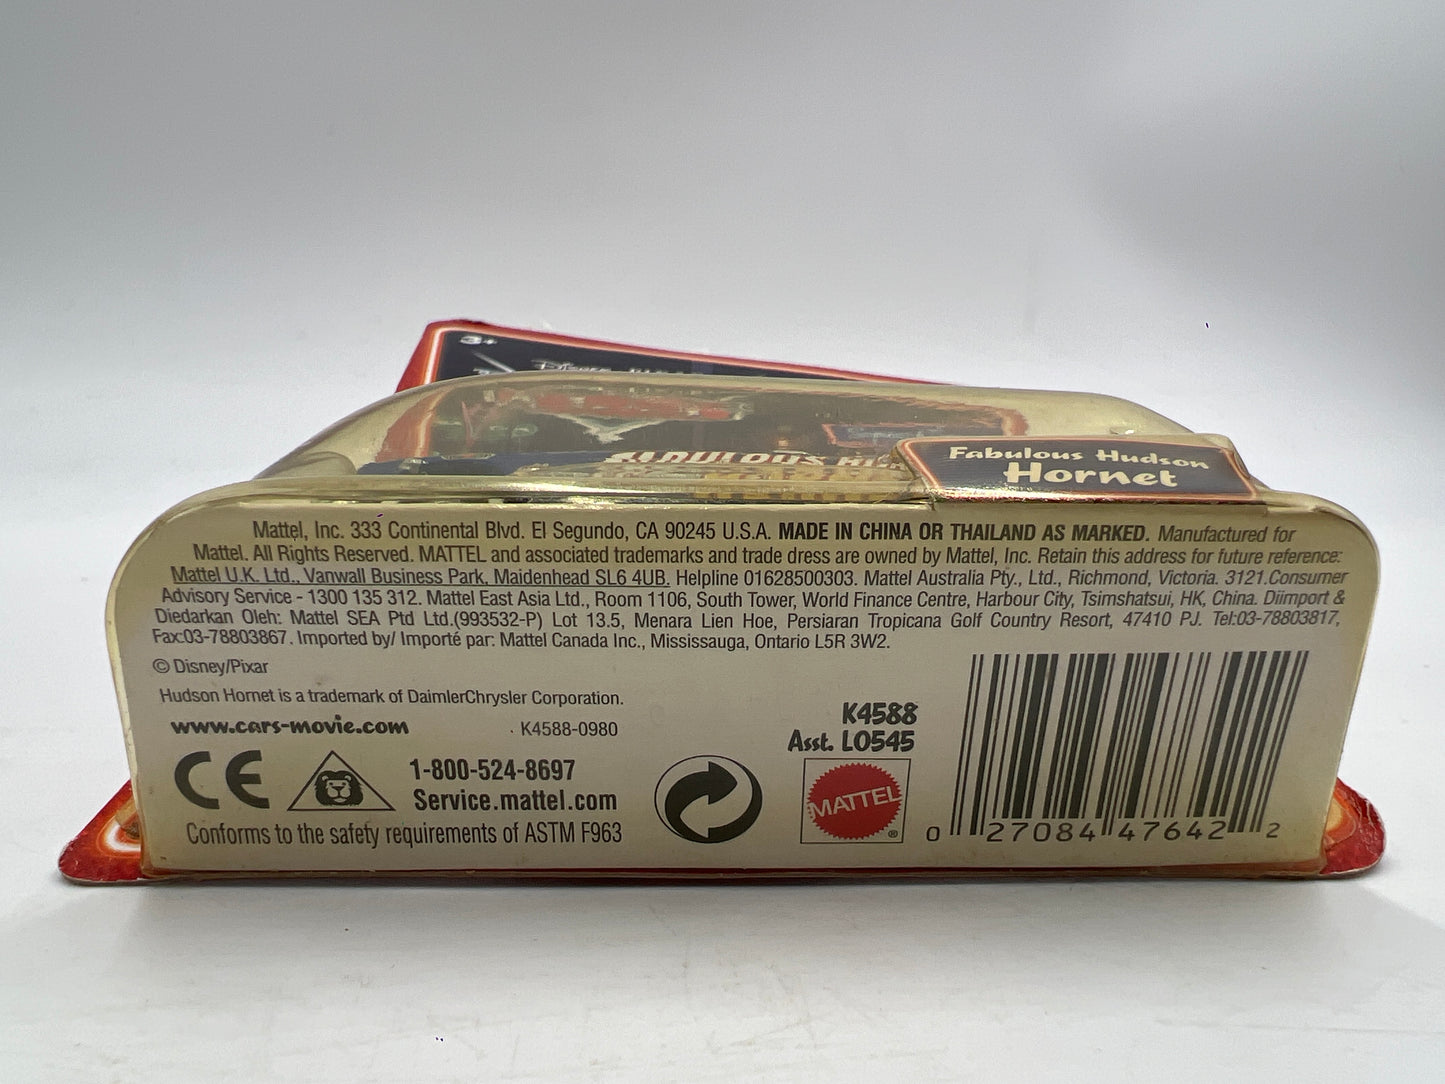 3+
Disney
FABULOUS HUD
Fabulous Hudson
Hornet
Mattel, Inc. 333 Continental Blvd. El Segundo, CA 90245 U.S.A. MADE IN CHINA OR THAILAND AS MARKED. Manufactured for
Mattel. All Rights Reserved. MATTEL and associated trademarks and trade dress are owned by Mattel, Inc. Retain this address for future reference:
Mattel U.K. Ltd., Vanwall Business Park, Maidenhead SL6 4UB. Helpline 01628500303. Mattel Australia Pty., Ltd., Richmond, Victoria. 3121.Consumer
Advisory Service - 1300 135 312. Mattel East Asia Ltd., Room 1106, South Tower, World Finance Centre, Harbour City, Tsimshatsui, HK, China. Diimport &
Diedarkan Oleh: Mattel SEA Ptd Ltd.(993532-P) Lot 13.5, Menara Lien Hoe, Persiaran Tropicana Golf Country Resort, 47410 PJ. Tel:03-78803817,
Fax:03-78803867. Imported by/ Importé par: Mattel Canada Inc., Mississauga, Ontario L5R 3W2.
© Disney/Pixar
Hudson Hornet is a trademark of DaimlerChrysler Corporation.
www.cars-movie.com K4588-0980
CE
1-800-524-8697
Service.mattel.com
Conforms to the safety requirements of ASTM F963
K4588
Asst. L0545
MATTEL ®
0 27084 47642 2